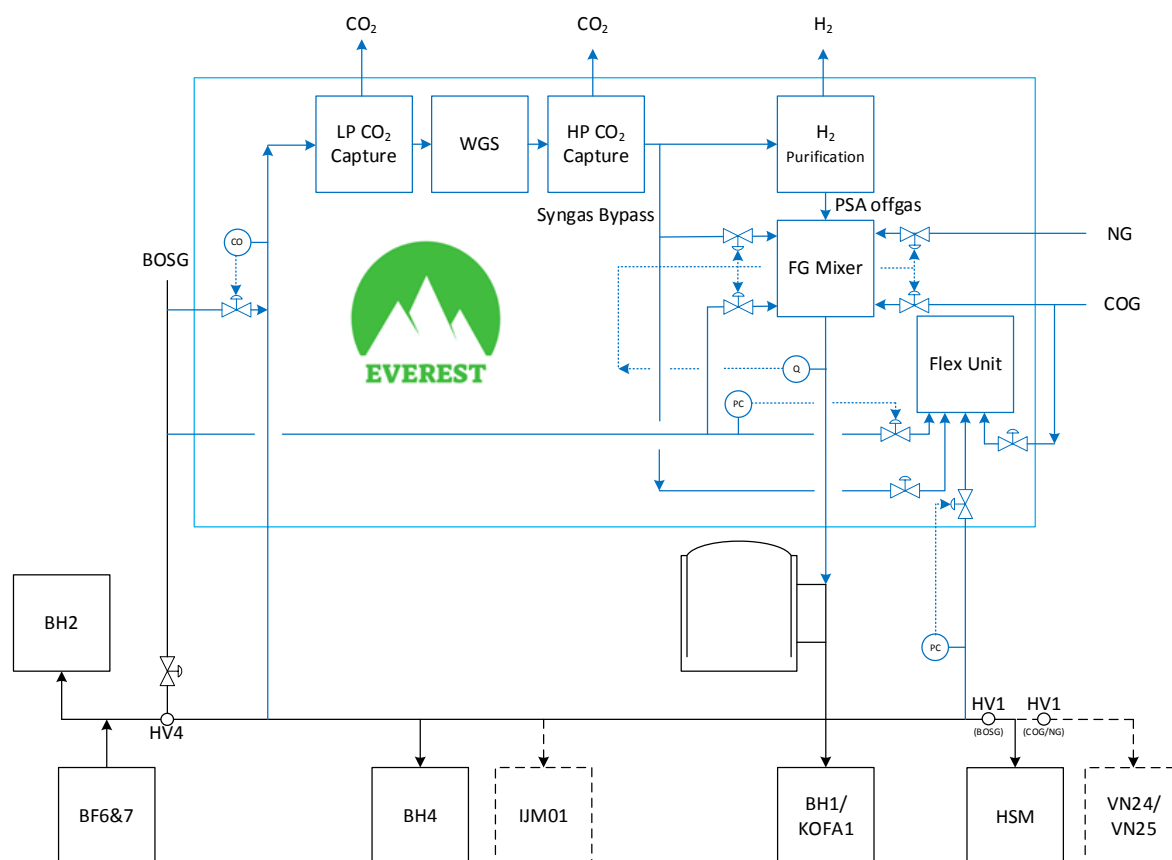 CO₂
CO₂
H₂
LP CO₂
Capture
WGS
HP CO₂
Capture
H₂
Purification
Syngas Bypass
PSA offgas
CO
NG
BOSG
FG Mixer
COG
EVEREST
Flex Unit
Q
PC
BH2
PC
HV4
HV1
(BOSG)
HV1
(COG/NG)
BF6&7
BH4
IJM01
BH1/
KOFA1
HSM
VN24/
VN25